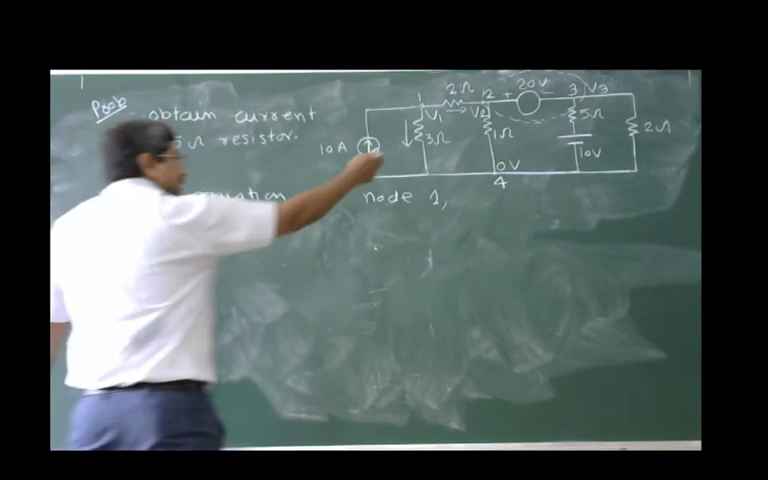 Prob
obtain current
5Ω resistor.
10A
1
V1
3Ω
2Ω
2
V2
1Ω
+ 20V -
3
V3
5Ω
10V
2Ω
0V
4
equation node 1,